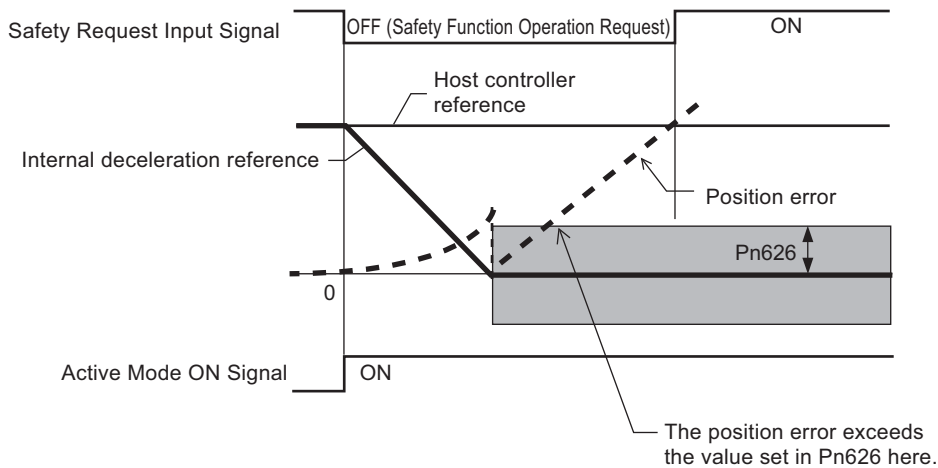 Safety Request Input Signal
OFF (Safety Function Operation Request)
ON
Host controller
reference
Internal deceleration reference
Position error
Pn626
0
Active Mode ON Signal
ON
The position error exceeds
the value set in Pn626 here.